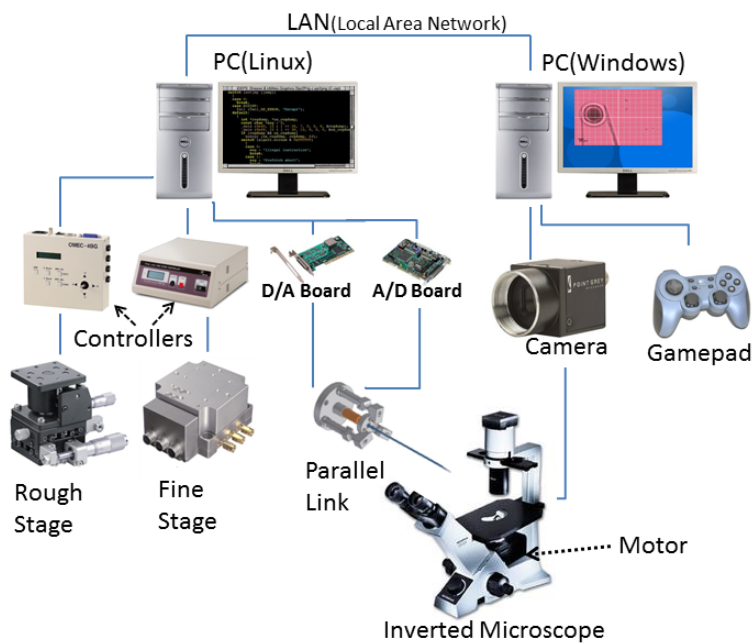 LAN(Local Area Network)
PC(Linux)
PC(Windows)
OMEC-4BG
D/A Board
A/D Board
POINT GREY
Controllers
Camera
Gamepad
Rough
Stage
Fine
Stage
Parallel
Link
Motor
Inverted Microscope